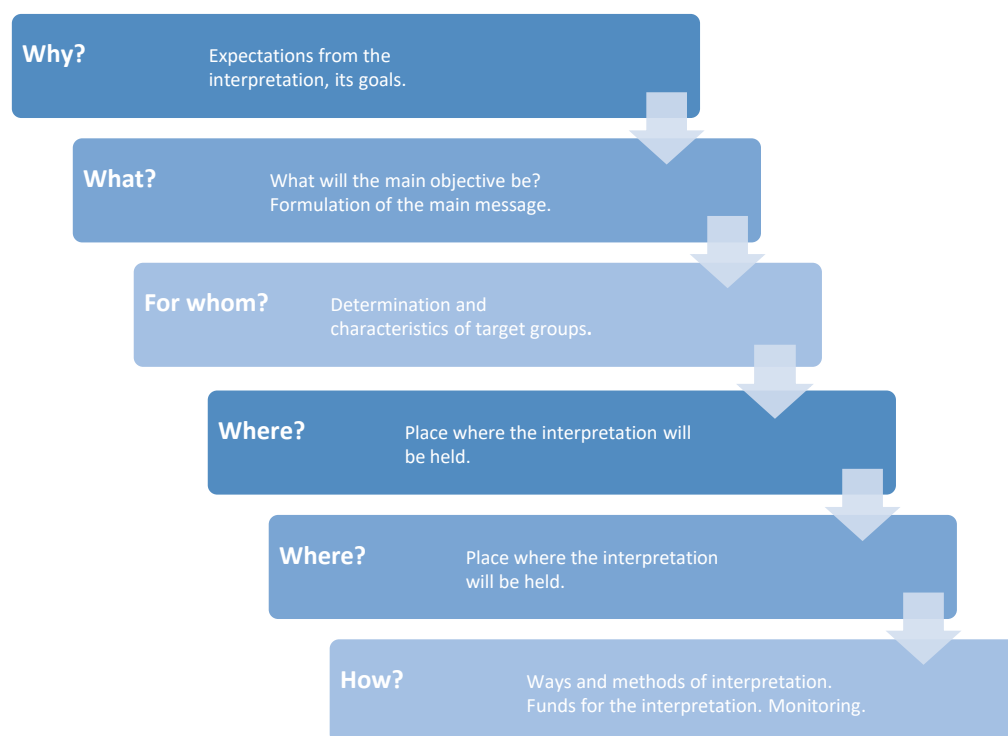 Why?
Expectations from the
interpretation, its goals.
What?
What will the main objective be?
Formulation of the main message.
For whom?
Determination and
characteristics of target groups.
Where?
Place where the interpretation will
be held.
Where?
Place where the interpretation
will be held.
How?
Ways and methods of interpretation.
Funds for the interpretation. Monitoring.